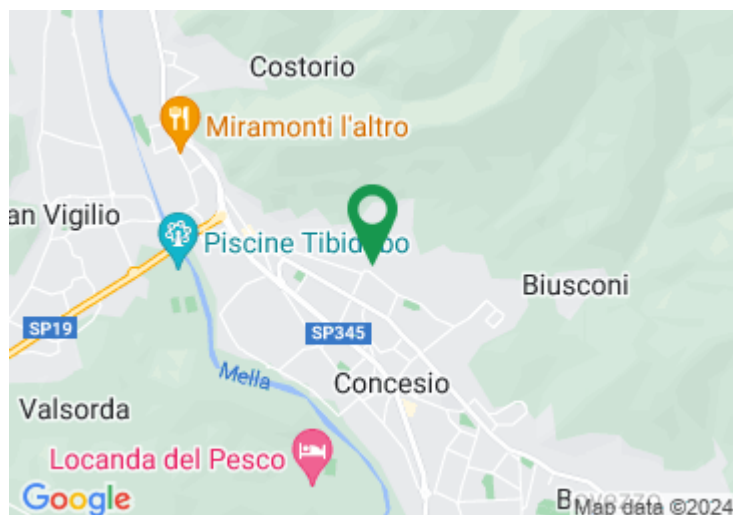 Costorio
Miramonti l'altro
an Vigilio
Piscine Tibidabo
Biusconi
SP19
SP345
Mella
Concesio
Valsorda
Locanda del Pesco
Google
Bovezzo
Map data ©2024